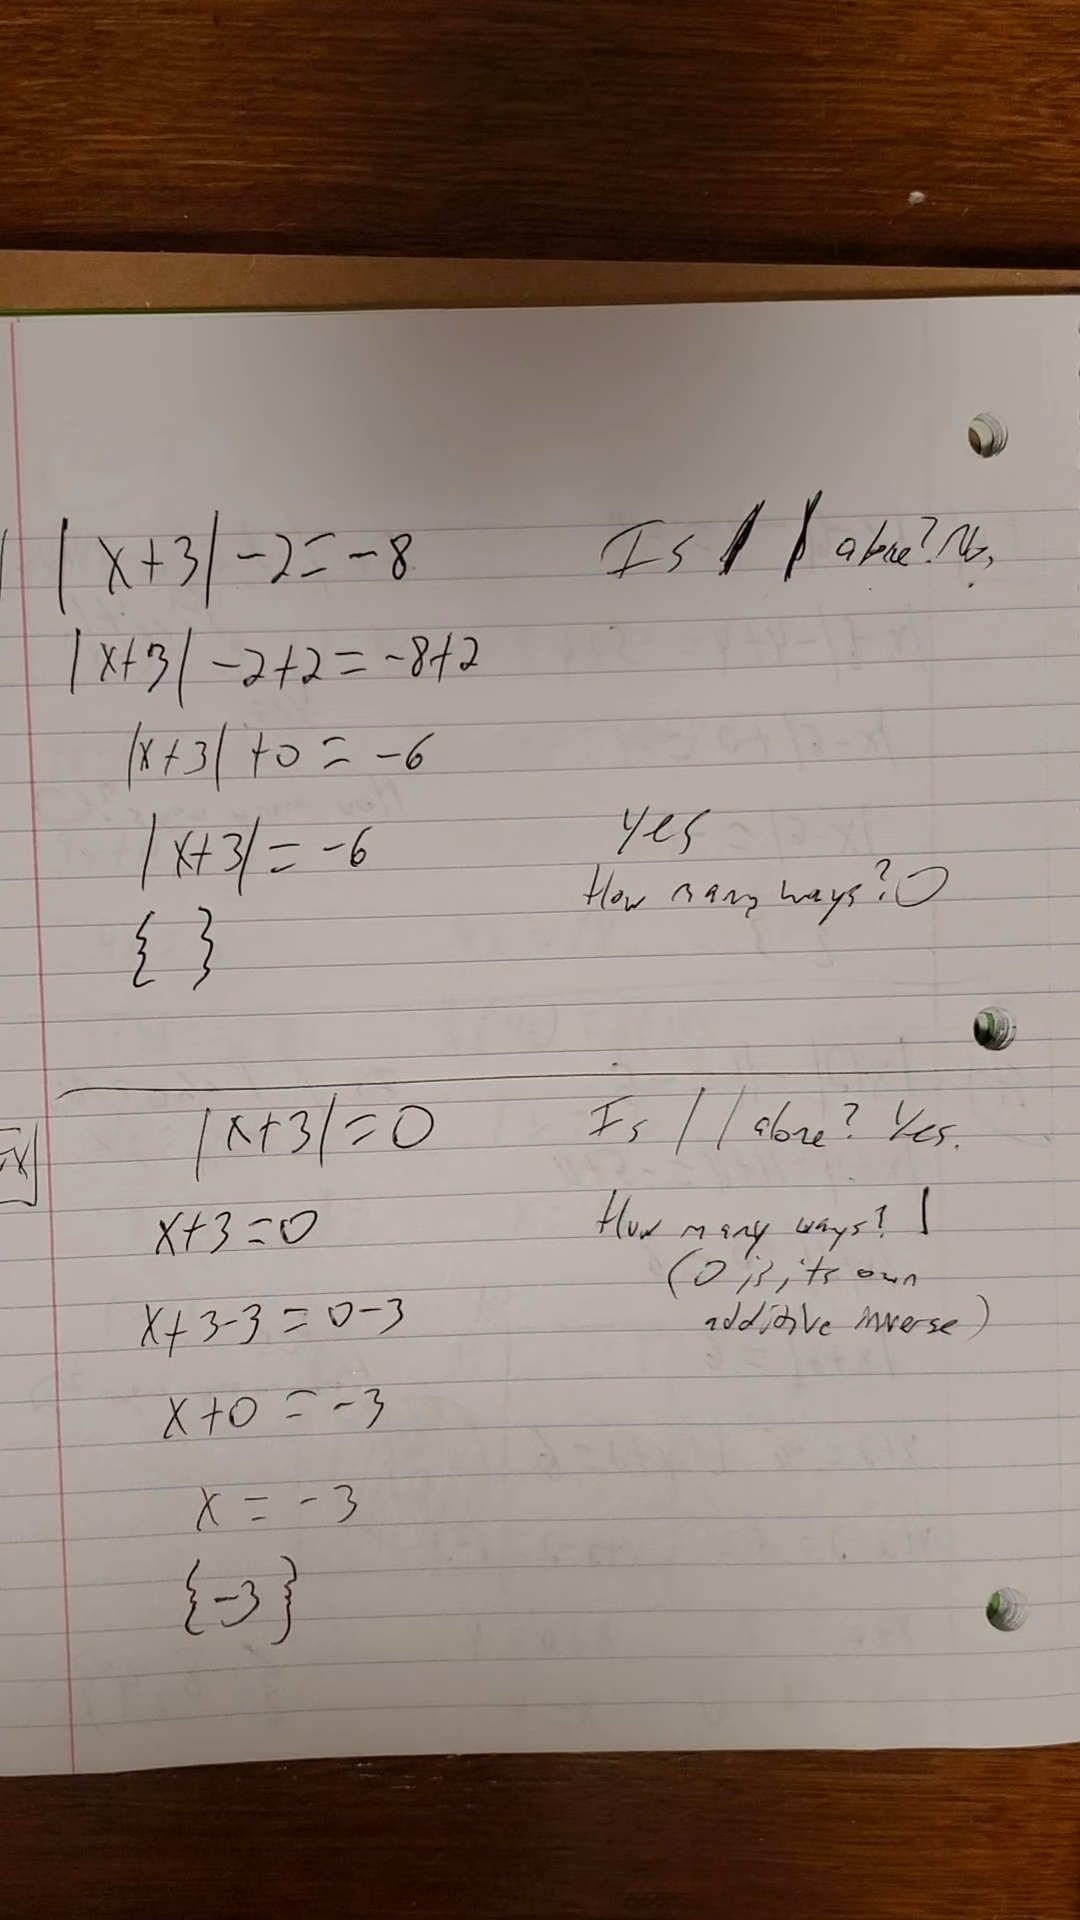 |x+3|-2=-8 Is | | alone? No.
|x+3|-2+2=-8+2
|x+3|+0=-6
|x+3|=-6 Yes
How many ways? 0
{ }
|x+3|=0 Is | | alone? Yes.
x+3=0 How many ways? 1
(0 is its own
x+3-3=0-3 additive inverse)
x+0=-3
x=-3
{-3}